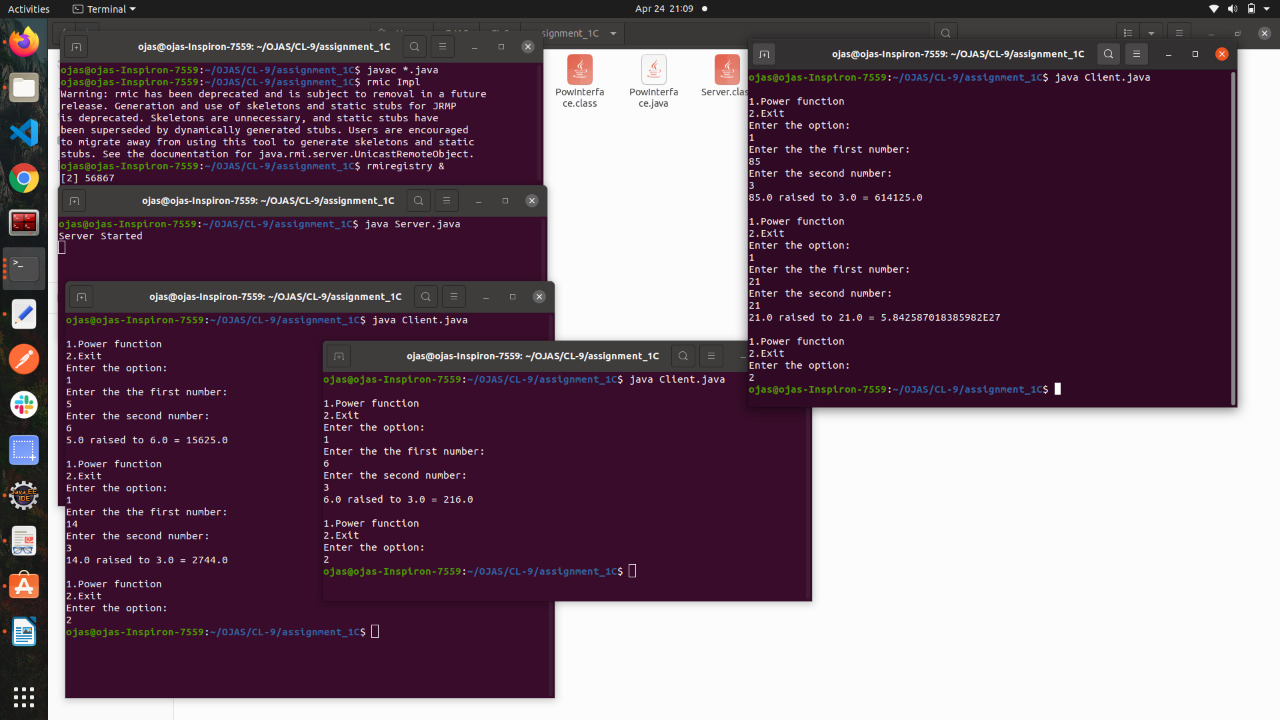 Activities
Terminal
Apr 24 21:09
assignment_1C
ojas@ojas-Inspiron-7559: ~/OJAS/CL-9/assignment_1C
ojas@ojas-Inspiron-7559:~/OJAS/CL-9/assignment_1C$ javac *.java
ojas@ojas-Inspiron-7559:~/OJAS/CL-9/assignment_1C$ rmic Impl
Warning: rmic has been deprecated and is subject to removal in a future
release. Generation and use of skeletons and static stubs for JRMP
is deprecated. Skeletons are unnecessary, and static stubs have
been superseded by dynamically generated stubs. Users are encouraged
to migrate away from using this tool to generate skeletons and static
stubs. See the documentation for java.rmi.server.UnicastRemoteObject.
ojas@ojas-Inspiron-7559:~/OJAS/CL-9/assignment_1C$ rmiregistry &
[2] 56867
PowInterfa
ce.class
PowInterfa
ce.java
Server.clas
ojas@ojas-Inspiron-7559: ~/OJAS/CL-9/assignment_1C
ojas@ojas-Inspiron-7559:~/OJAS/CL-9/assignment_1C$ java Server.java
Server Started
ojas@ojas-Inspiron-7559: ~/OJAS/CL-9/assignment_1C
ojas@ojas-Inspiron-7559:~/OJAS/CL-9/assignment_1C$ java Client.java
1.Power function
2.Exit
Enter the option:
1
Enter the the first number:
5
Enter the second number:
6
5.0 raised to 6.0 = 15625.0
1.Power function
2.Exit
Enter the option:
1
Enter the the first number:
14
Enter the second number:
3
14.0 raised to 3.0 = 2744.0
1.Power function
2.Exit
Enter the option:
2
ojas@ojas-Inspiron-7559:~/OJAS/CL-9/assignment_1C$
ojas@ojas-Inspiron-7559: ~/OJAS/CL-9/assignment_1C
ojas@ojas-Inspiron-7559:~/OJAS/CL-9/assignment_1C$ java Client.java
1.Power function
2.Exit
Enter the option:
1
Enter the the first number:
6
Enter the second number:
3
6.0 raised to 3.0 = 216.0
1.Power function
2.Exit
Enter the option:
2
ojas@ojas-Inspiron-7559:~/OJAS/CL-9/assignment_1C$
ojas@ojas-Inspiron-7559: ~/OJAS/CL-9/assignment_1C
ojas@ojas-Inspiron-7559:~/OJAS/CL-9/assignment_1C$ java Client.java
1.Power function
2.Exit
Enter the option:
1
Enter the the first number:
85
Enter the second number:
3
85.0 raised to 3.0 = 614125.0
1.Power function
2.Exit
Enter the option:
1
Enter the the first number:
21
Enter the second number:
21
21.0 raised to 21.0 = 5.842587018385982E27
1.Power function
2.Exit
Enter the option:
2
ojas@ojas-Inspiron-7559:~/OJAS/CL-9/assignment_1C$